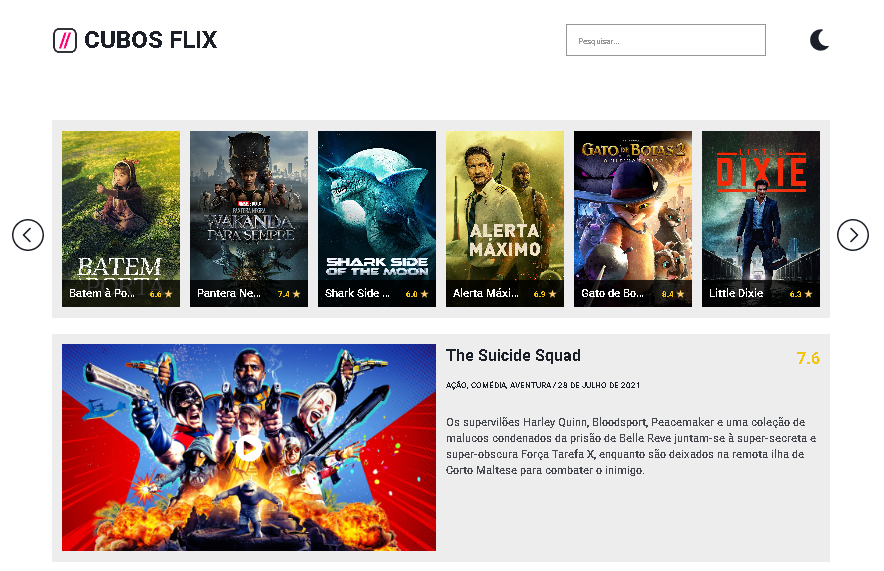 CUBOS FLIX
Pesquisar...
BATEM
MARVEL STUDIOS
PANTERA NEGRA
WAKANDA
PARA SEMPRE
SHARK SIDE
OF THE MOON
ALERTA
MÁXIMO
GATO DE BOTAS 2
LITTLE
DIXIE
Batem à Po... 6.6 ★
Pantera Ne... 7.4 ★
Shark Side ... 6.0 ★
Alerta Máxi... 6.9 ★
Gato de Bo... 8.4 ★
Little Dixie 6.3 ★
The Suicide Squad 7.6
AÇÃO, COMÉDIA, AVENTURA / 28 DE JULHO DE 2021
Os supervilões Harley Quinn, Bloodsport, Peacemaker e uma coleção de
malucos condenados da prisão de Belle Reve juntam-se à super-secreta e
super-obscura Força Tarefa X, enquanto são deixados na remota ilha de
Corto Maltese para combater o inimigo.